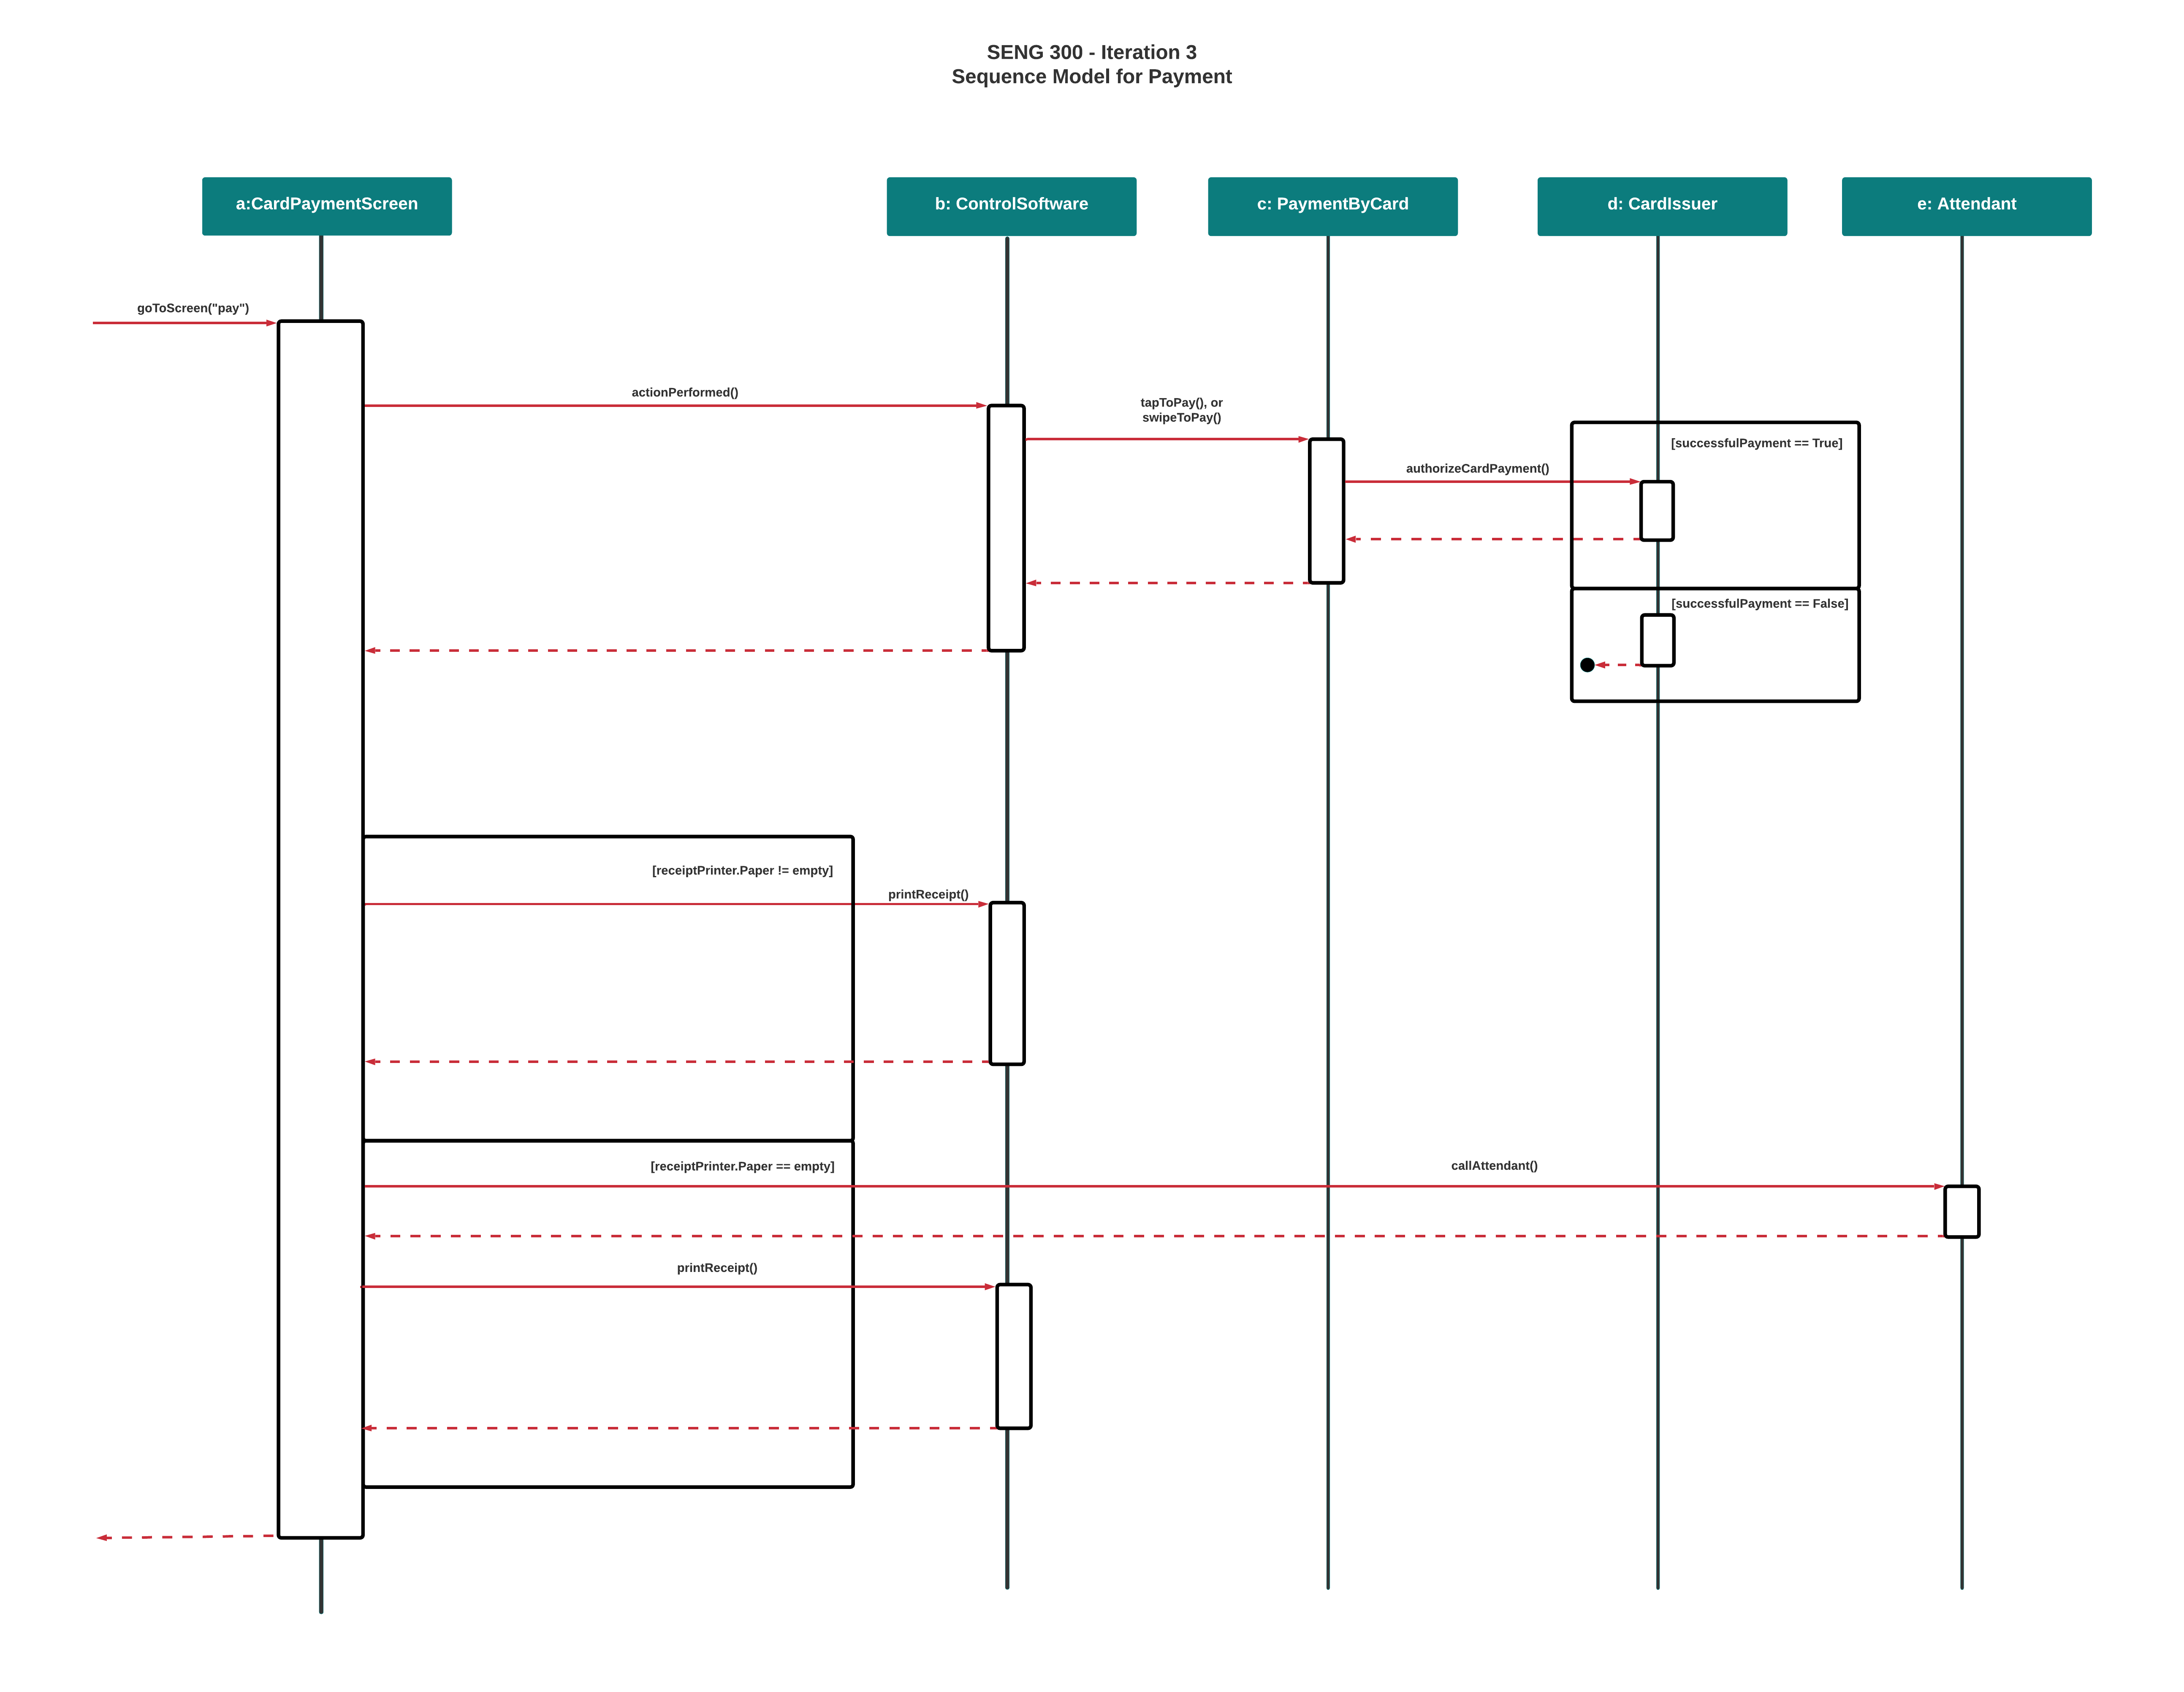 SENG 300 - Iteration 3
Sequence Model for Payment
a:CardPaymentScreen
b: ControlSoftware
c: PaymentByCard
d: CardIssuer
e: Attendant
goToScreen("pay")
actionPerformed()
tapToPay(), or
swipeToPay()
[successfulPayment == True]
authorizeCardPayment()
[successfulPayment == False]
[receiptPrinter.Paper != empty]
printReceipt()
[receiptPrinter.Paper == empty]
callAttendant()
printReceipt()